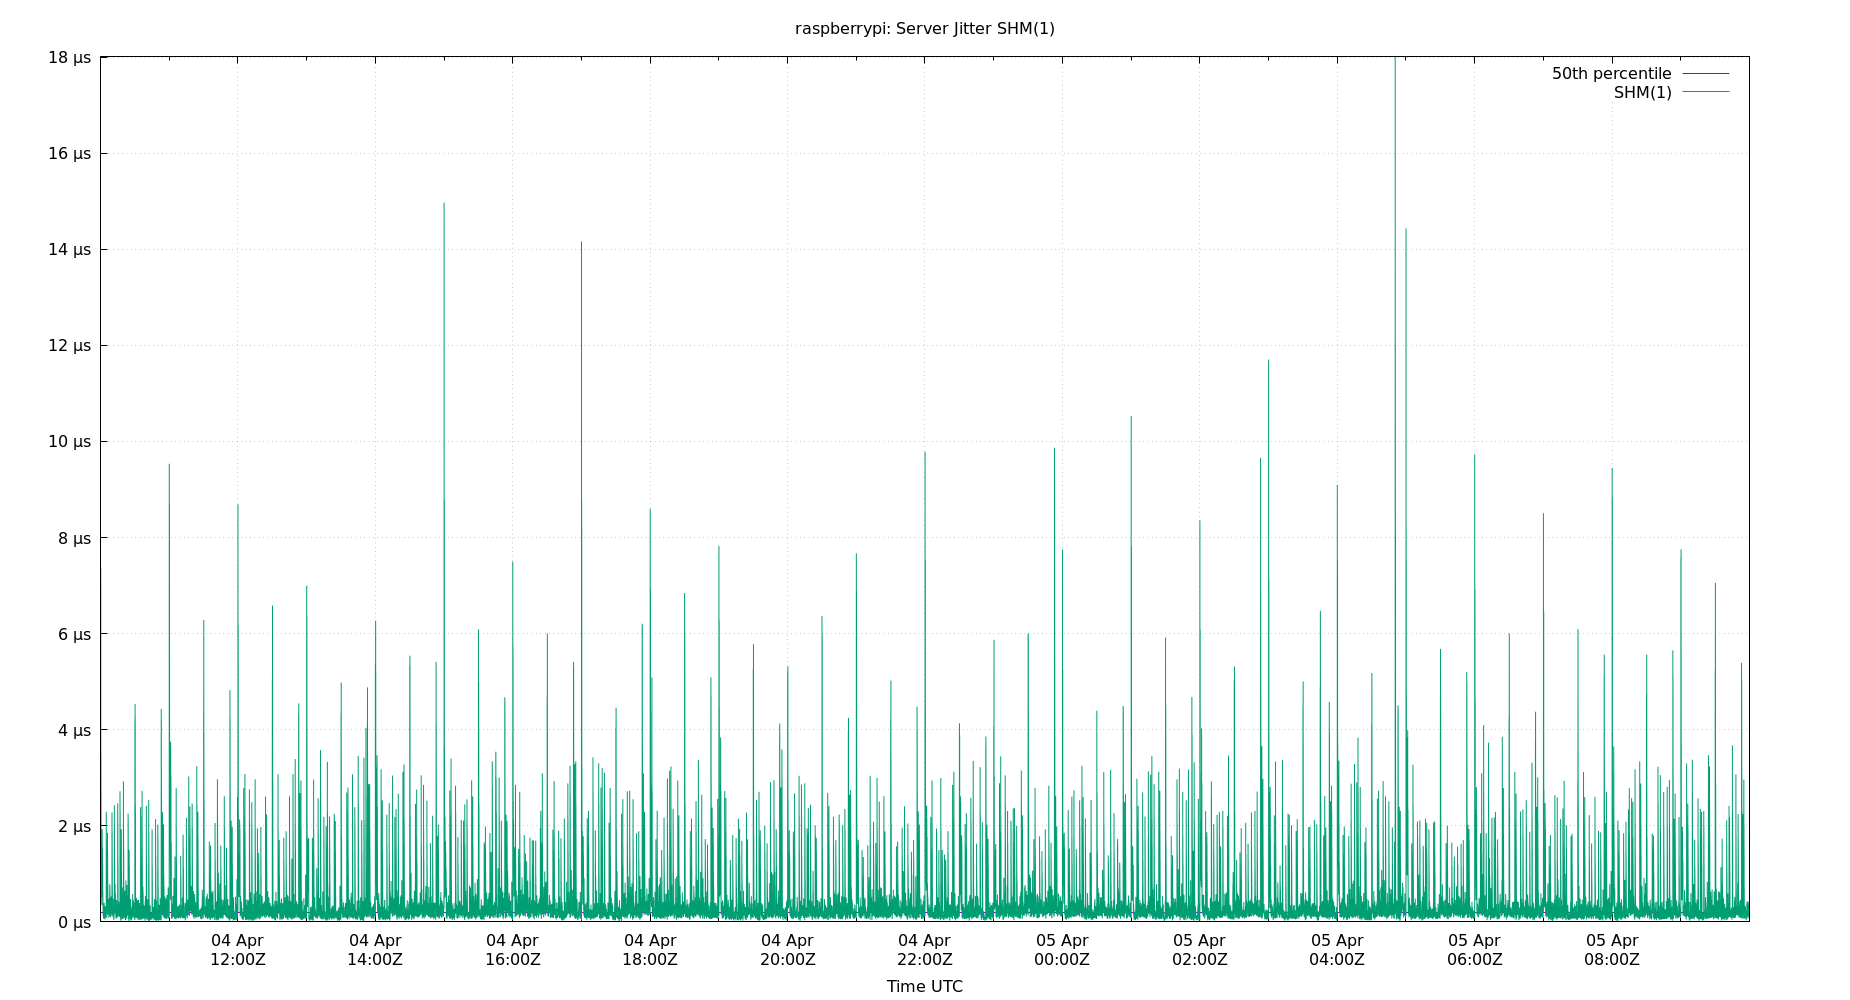 raspberrypi: Server Jitter SHM(1)
18 µs
50th percentile
SHM(1)
16 µs
14 µs
12 µs
10 µs
8 µs
6 µs
4 µs
2 µs
0 µs
04 Apr 04 Apr 04 Apr 04 Apr 04 Apr 04 Apr 05 Apr 05 Apr 05 Apr 05 Apr 05 Apr
12:00Z 14:00Z 16:00Z 18:00Z 20:00Z 22:00Z 00:00Z 02:00Z 04:00Z 06:00Z 08:00Z
Time UTC